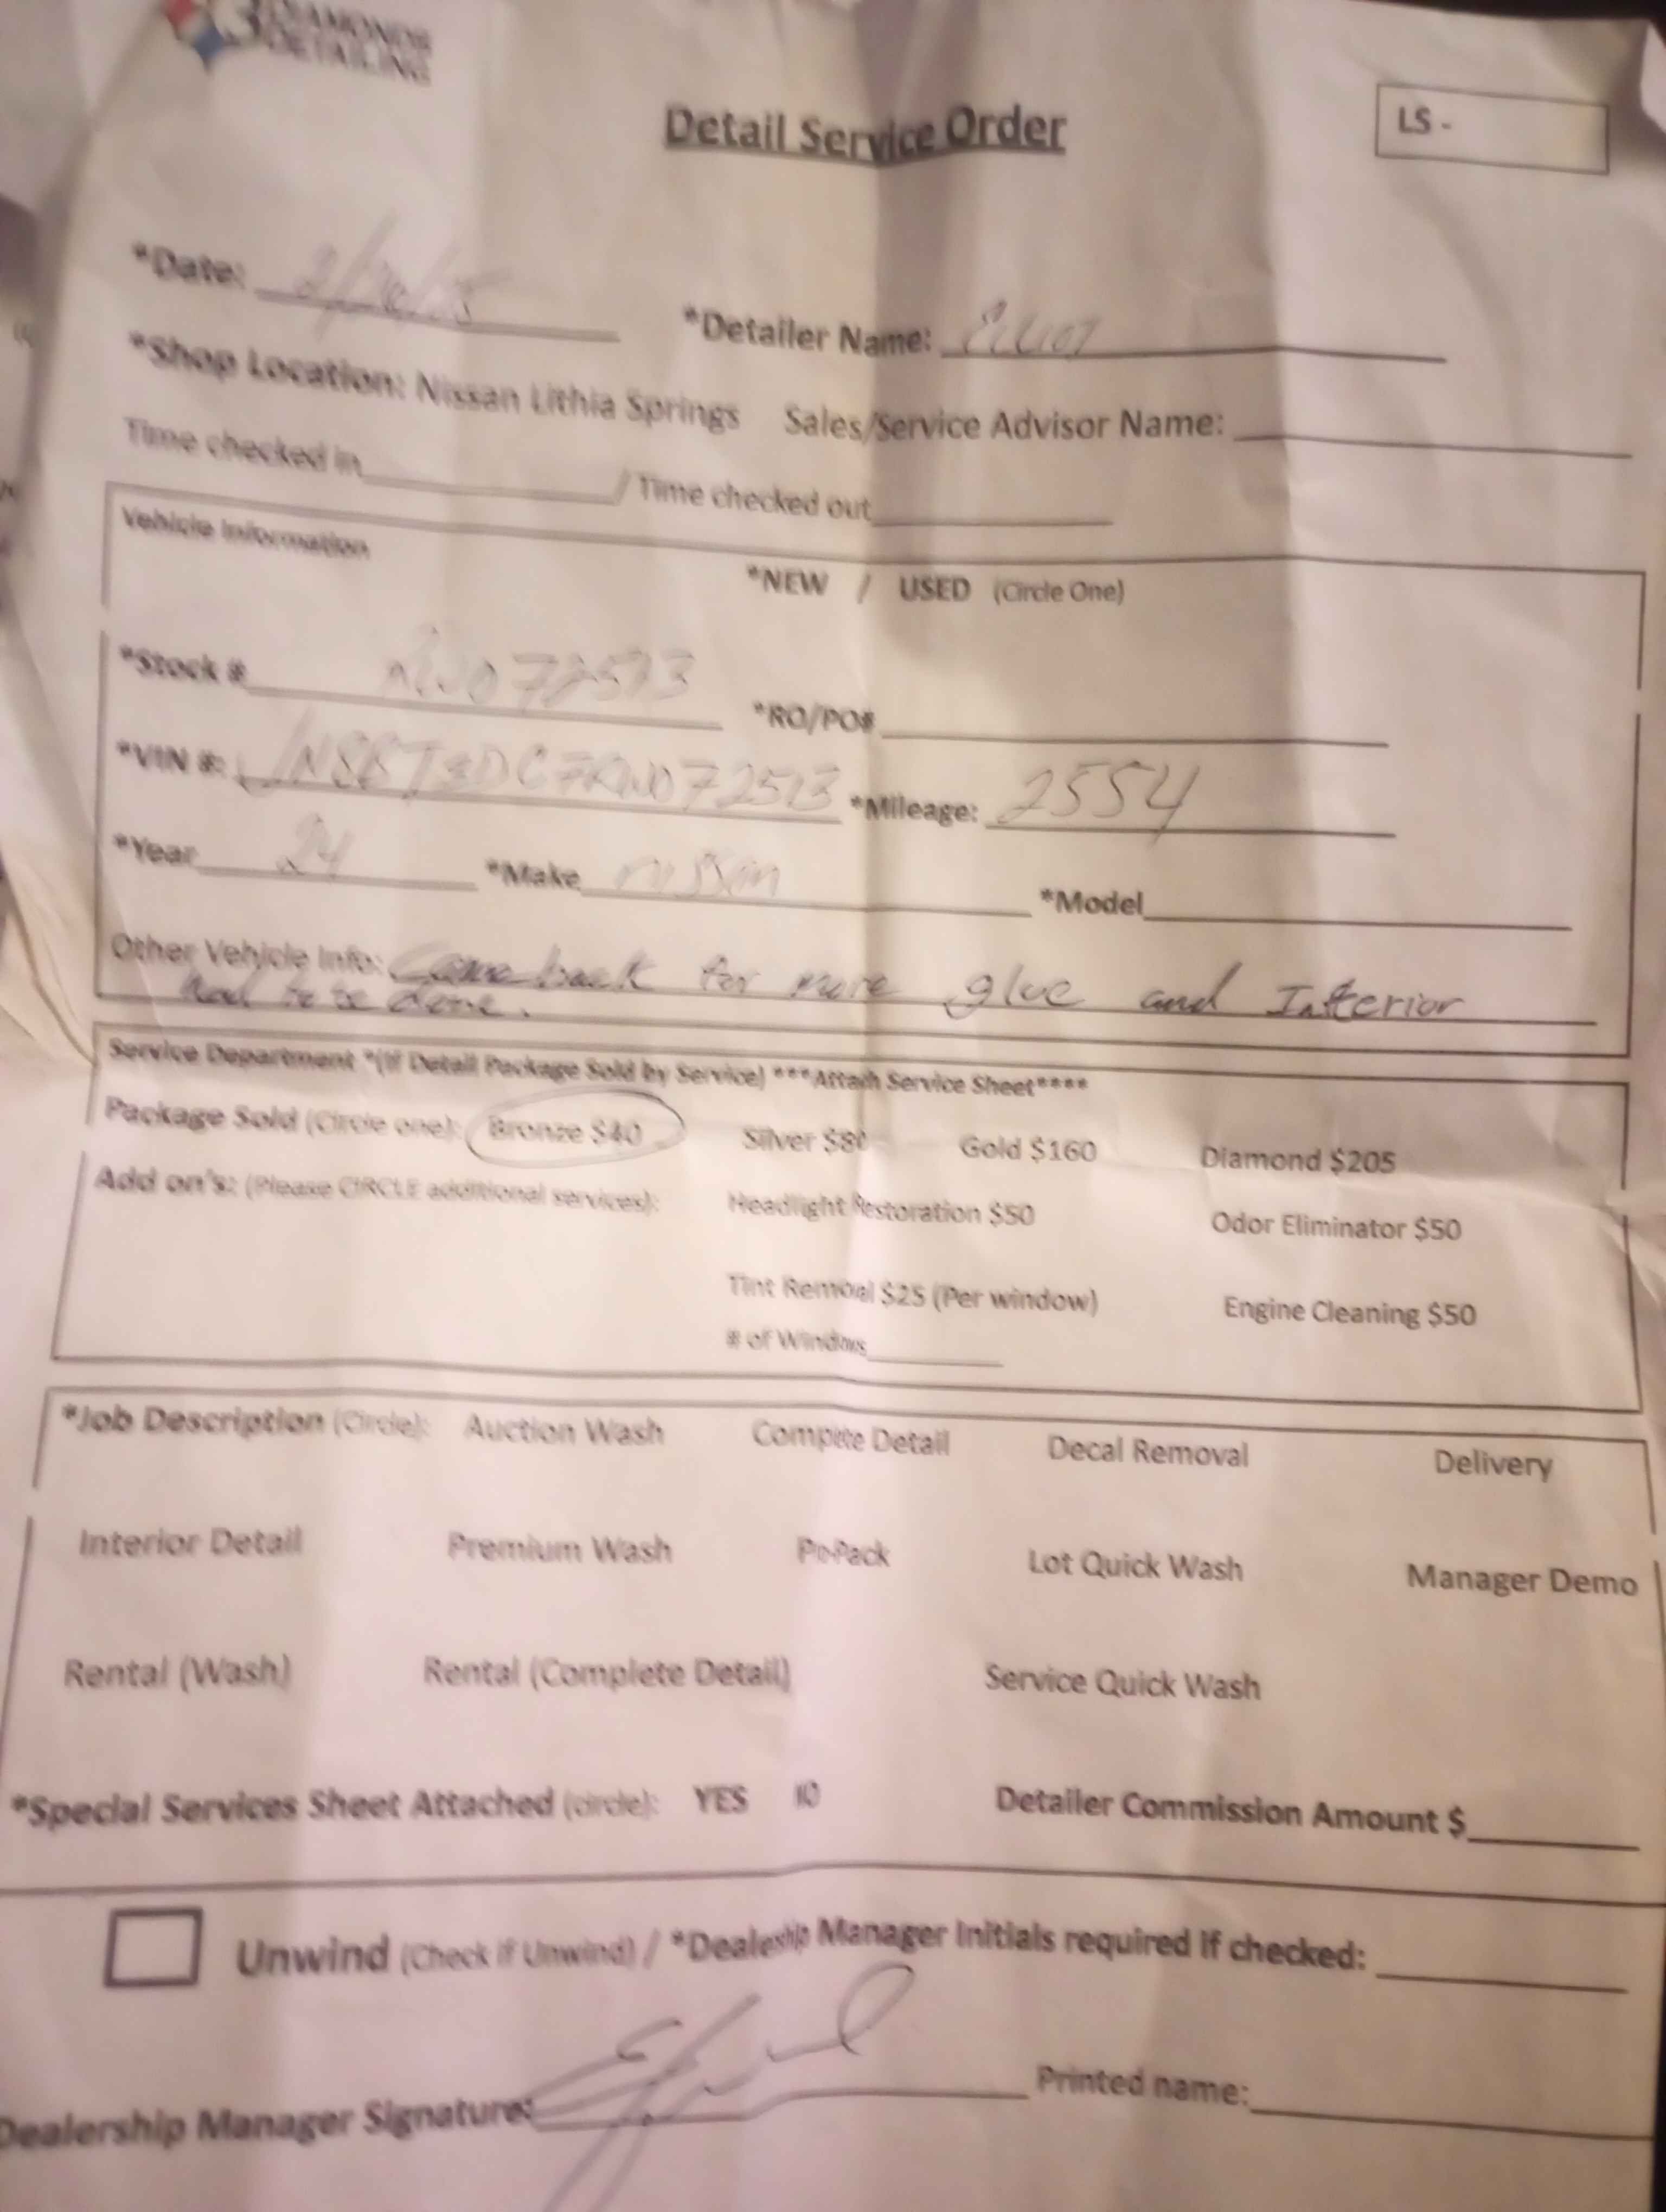 3 DIAMONDS
DETAILING
Detail Service Order
LS -
*Date:
*Detailer Name: Elliot
*Shop Location: Nissan Lithia Springs Sales/Service Advisor Name:
Time checked in / Time checked out
Vehicle Information
*NEW / USED (Circle One)
*Stock #
*RO/PO#
*VIN #: *Mileage: 2554
*Year 24 *Make nissan *Model
Other Vehicle Info: Came back for more glue and Interior
had to be done.
Service Department *(If Detail Package Sold by Service) ***Attach Service Sheet****
Package Sold (Circle one): Bronze $40 Silver $80 Gold $160 Diamond $205
Add on's: (Please CIRCLE additional services): Headlight Restoration $50 Odor Eliminator $50
Tint Remoal $25 (Per window) Engine Cleaning $50
# of Windows
*Job Description (Circle): Auction Wash Complete Detail Decal Removal Delivery
Interior Detail Premium Wash Lot Quick Wash Manager Demo
Rental (Wash) Rental (Complete Detail) Service Quick Wash
*Special Services Sheet Attached (circle): YES NO Detailer Commission Amount $
Unwind (Check if Unwind) / *Dealership Manager Initials required if checked:
Dealership Manager Signature: Printed name: